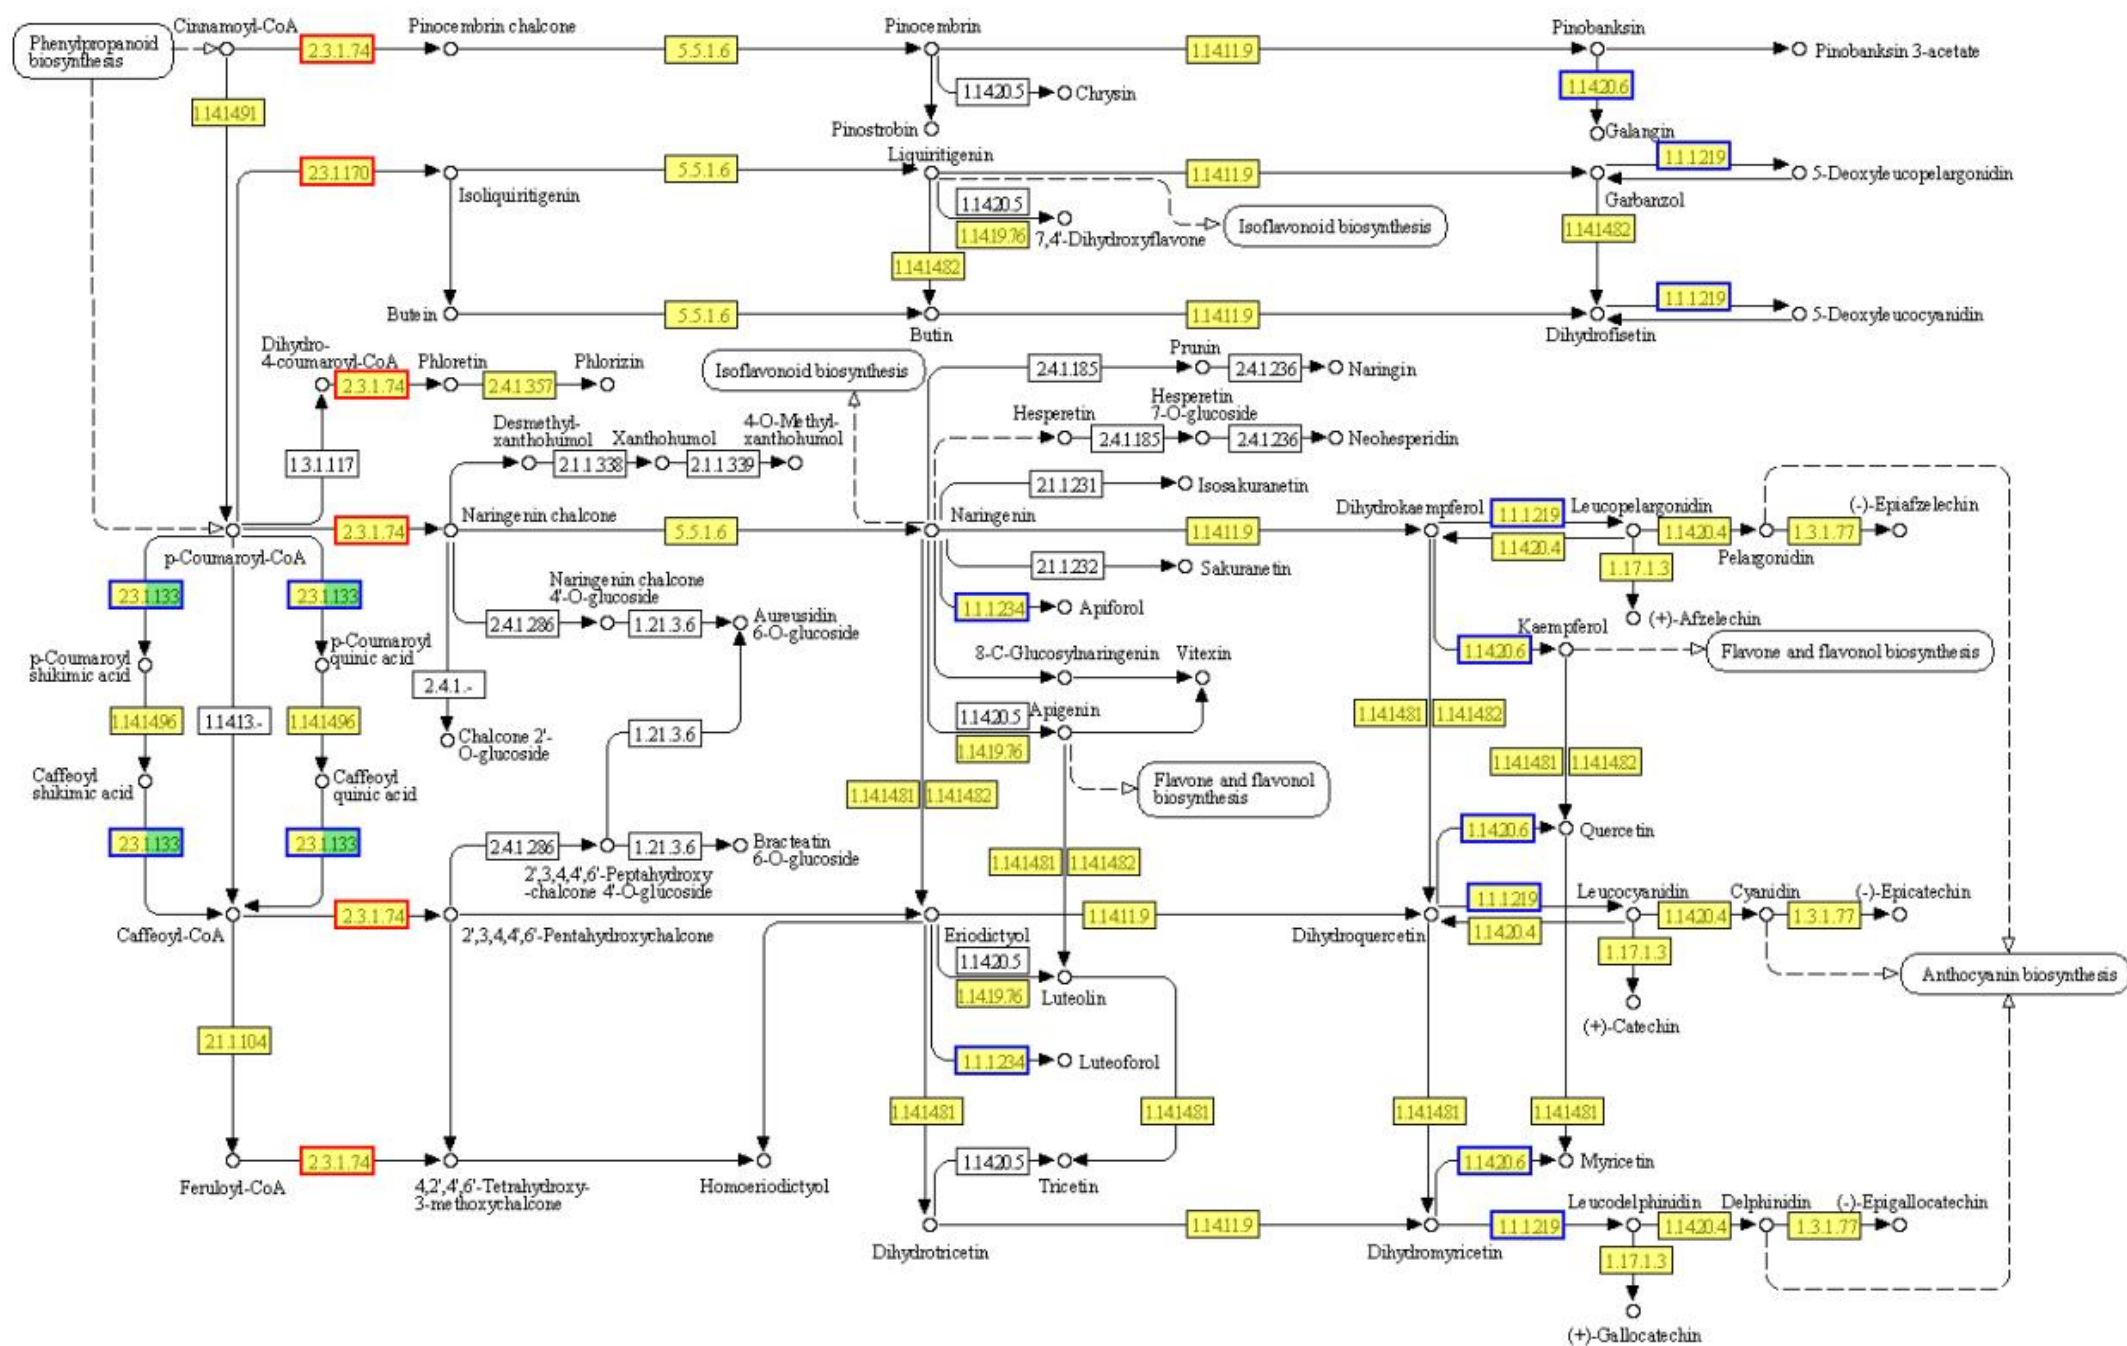 Cinnamoyl-CoA
Pinocembrin chalcone
Pinocembrin
Pinobanksin
Phenylpropanoid
biosynthesis
2.3.1.74
5.5.1.6
1.14.11.9
Pinobanksin 3-acetate
1.14.20.6
1.14.20.5
Chrysin
1.14.14.91
Pinostrobin
Galangin
Liquiritigenin
1.1.1.219
2.3.1.170
5.5.1.6
1.14.11.9
5-Deoxyleucopelargonidin
Isoliquiritigenin
Garbanzol
1.14.20.5
1.14.19.76
7,4'-Dihydroxyflavone
Isoflavonoid biosynthesis
1.14.14.82
1.14.14.82
1.1.1.219
Butein
5.5.1.6
Butin
1.14.11.9
Dihydrofisetin
5-Deoxyleucocyanidin
Dihydro-
4-coumaroyl-CoA
Phloretin
Phlorizin
2.3.1.74
2.4.1.357
Isoflavonoid biosynthesis
Prunin
2.4.1.185
2.4.1.236
Naringin
Hesperetin
Hesperetin
7-O-glucoside
2.4.1.185
2.4.1.236
Neohesperidin
Desmethyl-
xanthohumol
Xanthohumol
4-O-Methyl-
xanthohumol
1.3.1.117
2.1.1.338
2.1.1.339
2.1.1.231
Isosakuranetin
p-Coumaroyl-CoA
2.3.1.74
Naringenin chalcone
5.5.1.6
Naringenin
1.14.11.9
Dihydrokaempferol
1.1.1.219
1.14.20.4
Leucopelargonidin
1.14.20.4
Pelargonidin
1.3.1.77
(-)-Epiafzelechin
1.17.1.3
(+)-Afzelechin
2.1.1.232
Sakuranetin
1.1.1.234
Apiforol
2.3.1.133
2.3.1.133
Naringenin chalcone
4'-O-glucoside
2.4.1.286
1.21.3.6
Aureusidin
6-O-glucoside
Kaempferol
1.14.20.6
Flavone and flavonol biosynthesis
p-Coumaroyl
shikimic acid
p-Coumaroyl
quinic acid
8-C-Glucosylnaringenin
Vitexin
2.4.1.-
1.14.14.96
1.14.13.-
1.14.14.96
Chalcone 2'-
O-glucoside
1.21.3.6
1.14.20.5
Apigenin
1.14.19.76
1.14.14.81
1.14.14.82
Caffeoyl
shikimic acid
Caffeoyl
quinic acid
Flavone and flavonol
biosynthesis
1.14.14.81
1.14.14.82
1.14.14.81
1.14.14.82
2.3.1.133
2.3.1.133
2.4.1.286
1.21.3.6
Bracteatin
6-O-glucoside
2',3,4,4',6'-Peptahydroxy
-chalcone 4'-O-glucoside
1.14.14.81
1.14.14.82
1.14.20.6
Quercetin
Caffeoyl-CoA
2.3.1.74
2',3,4,4',6'-Pentahydroxychalcone
Eriodictyol
1.14.11.9
Dihydroquercetin
1.1.1.219
1.14.20.4
Leucocyanidin
1.14.20.4
Cyanidin
1.3.1.77
(-)-Epicatechin
1.17.1.3
(+)-Catechin
Anthocyanin biosynthesis
1.14.20.5
1.14.19.76
Luteolin
2.1.1.104
1.1.1.234
Luteoforol
1.14.14.81
1.14.14.81
1.14.14.81
1.14.14.81
Feruloyl-CoA
2.3.1.74
4,2',4',6'-Tetrahydroxy-
3-methoxychalcone
Homoeriodictyol
1.14.20.5
Tricetin
1.14.20.6
Myricetin
Dihydrotricetin
1.14.11.9
Dihydromyricetin
1.1.1.219
Leucodelphinidin
1.14.20.4
Delphinidin
1.3.1.77
(-)-Epigallocatechin
1.17.1.3
(+)-Gallocatechin